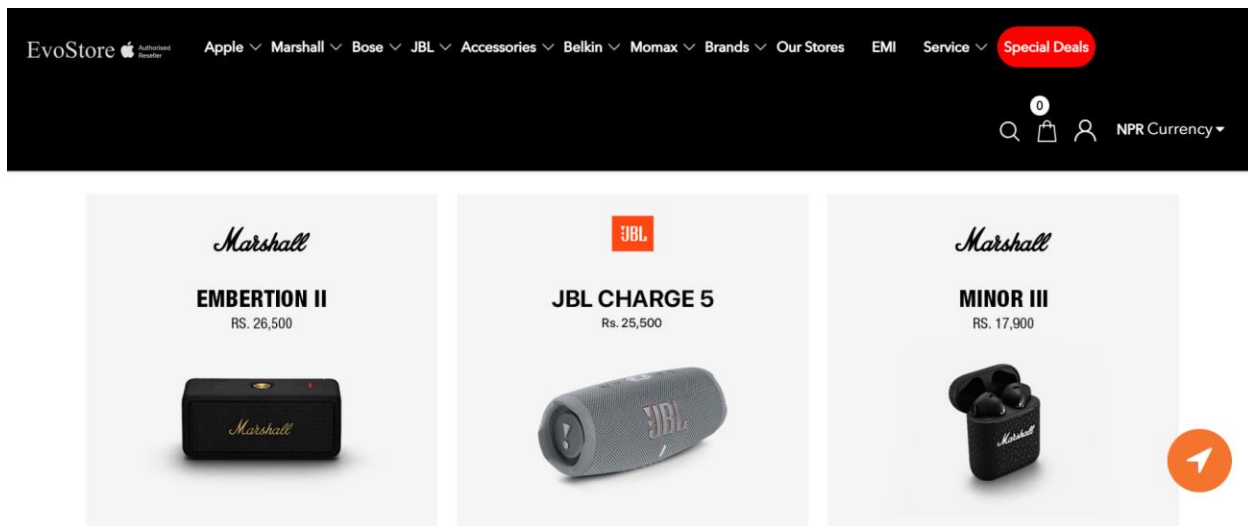 EvoStore Authorised Reseller
Apple Marshall Bose JBL Accessories Belkin Momax Brands Our Stores EMI Service Special Deals
0
NPR Currency
Marshall
EMBERTION II
RS. 26,500
Marshall
JBL
JBL CHARGE 5
Rs. 25,500
JBL
Marshall
MINOR III
RS. 17,900
Marshall